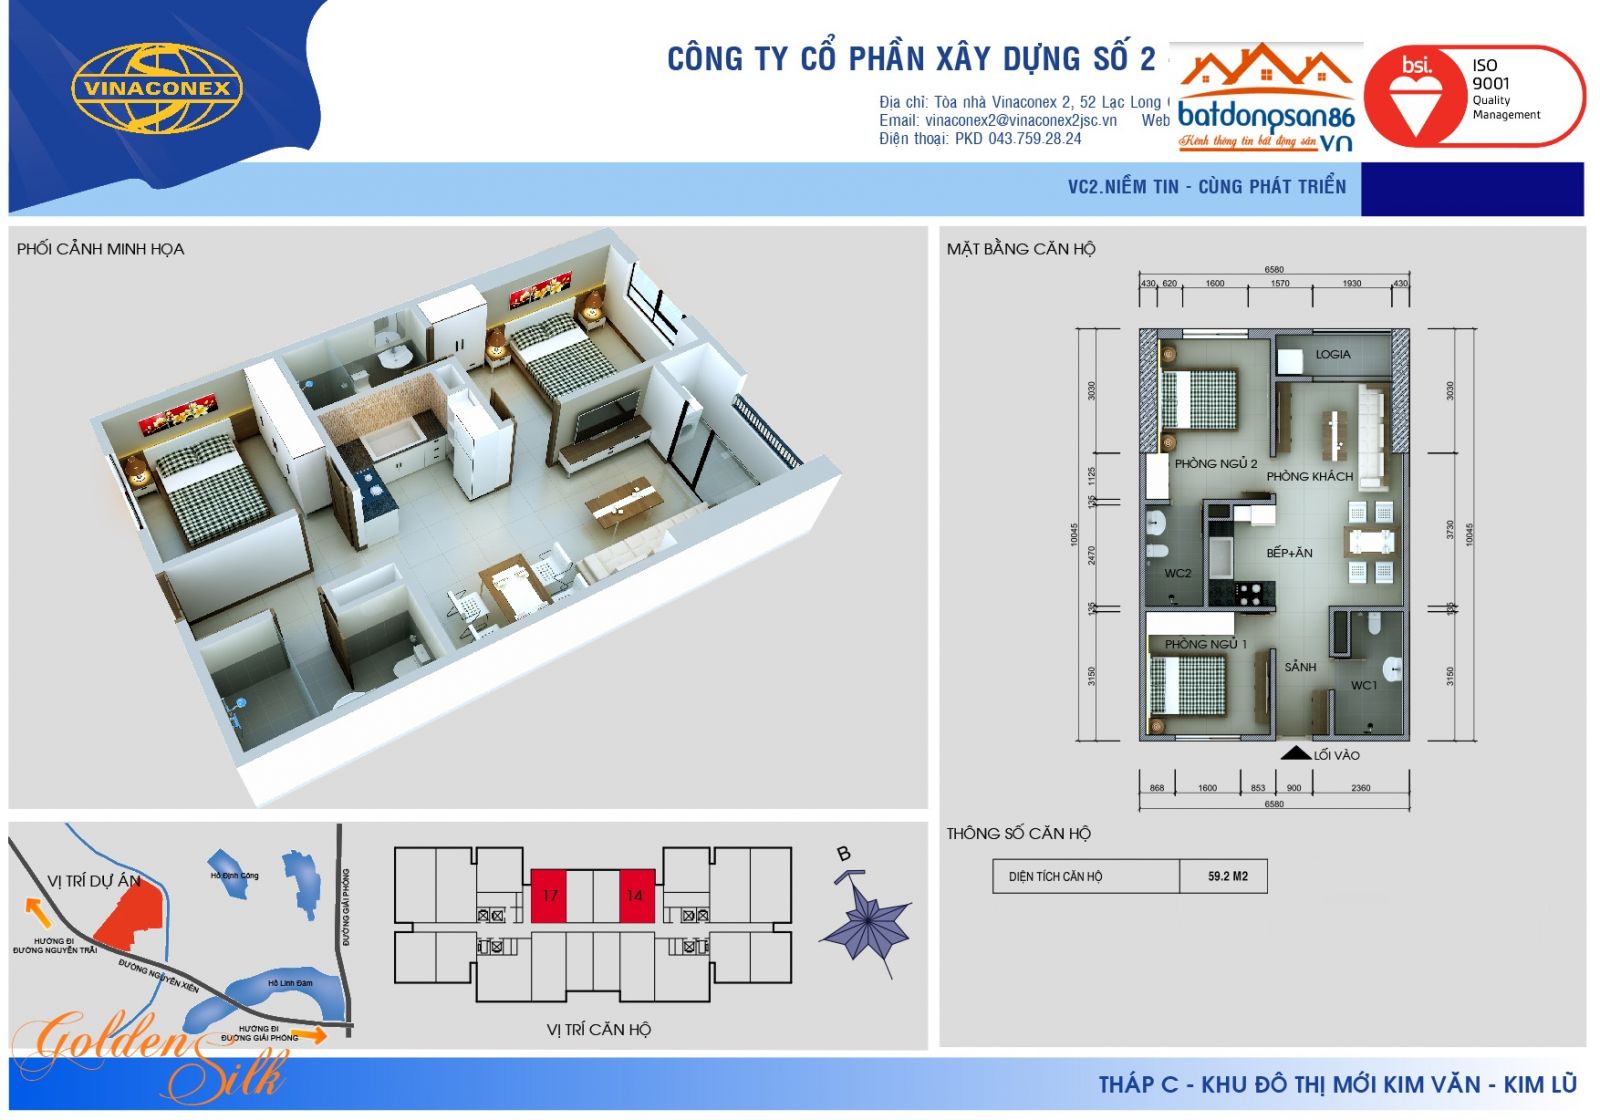 VINACONEX
CÔNG TY CỔ PHẦN XÂY DỰNG SỐ 2
Địa chỉ: Tòa nhà Vinaconex 2, 52 Lạc Long
Email: vinaconex2@vinaconex2jsc.vn Web
Điện thoại: PKD 043.759.28.24
batdongsan86
Kênh thông tin bất động sản VN
bsi.
ISO
9001
Quality
Management
VC2.NIỀM TIN - CÙNG PHÁT TRIỂN
PHỐI CẢNH MINH HỌA
MẶT BẰNG CĂN HỘ
6580
430 620 1600 1570 1930 430
LOGIA
3030
3030
PHÒNG NGỦ 2
PHÒNG KHÁCH
1125
135
10045
2470
3730
10045
BẾP+ĂN
WC2
135
135
PHÒNG NGỦ 1
SẢNH
WC1
3150
3150
LỐI VÀO
868 1600 853 900 2360
6580
THÔNG SỐ CĂN HỘ
DIỆN TÍCH CĂN HỘ 59.2 M2
VỊ TRÍ DỰ ÁN
Hồ Định Công
ĐƯỜNG GIẢI PHÓNG
HƯỚNG ĐI
ĐƯỜNG NGUYỄN TRÃI
ĐƯỜNG NGUYỄN XIỂN
Hồ Linh Đàm
HƯỚNG ĐI
ĐƯỜNG GIẢI PHÓNG
17 14
B
VỊ TRÍ CĂN HỘ
Golden
Silk
THÁP C - KHU ĐÔ THỊ MỚI KIM VĂN - KIM LŨ